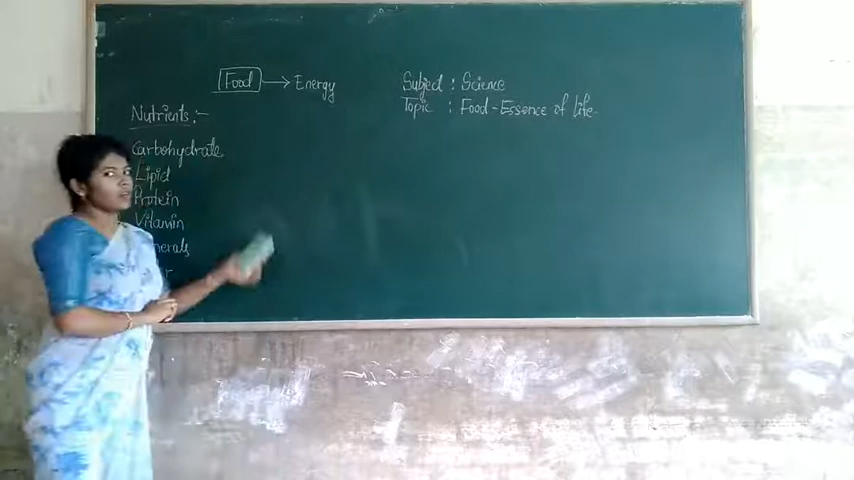 Food → Energy
Subject : Science
Topic : Food - Essence of life
Nutrients :-
Carbohydrate
Lipid
Protein
Vitamin